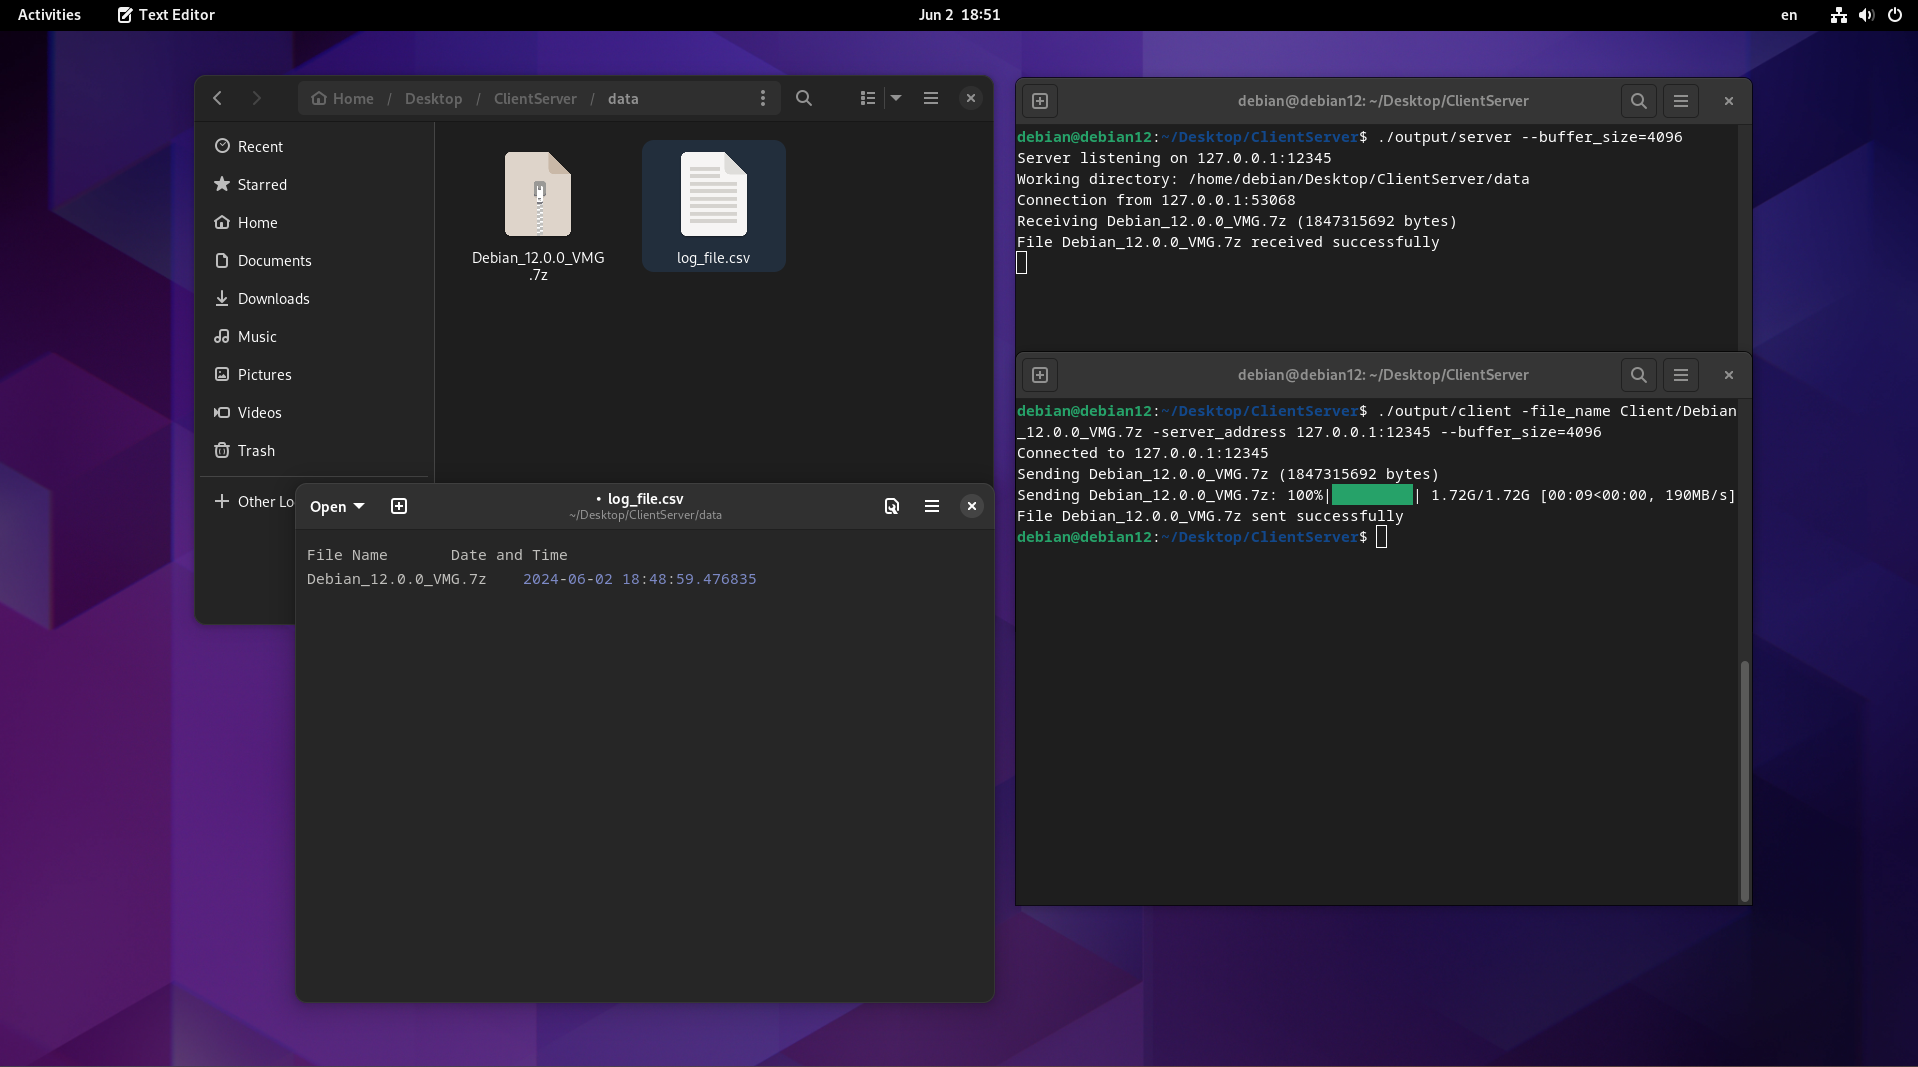 Activities
Text Editor
Jun 2 18:51
en
Home / Desktop / ClientServer / data
Recent
Starred
Home
Documents
Downloads
Music
Pictures
Videos
Trash
Other Lo
Debian_12.0.0_VMG
.7z
log_file.csv
Open
• log_file.csv
~/Desktop/ClientServer/data
File Name       Date and Time
Debian_12.0.0_VMG.7z    2024-06-02 18:48:59.476835
debian@debian12: ~/Desktop/ClientServer
debian@debian12:~/Desktop/ClientServer$ ./output/server --buffer_size=4096
Server listening on 127.0.0.1:12345
Working directory: /home/debian/Desktop/ClientServer/data
Connection from 127.0.0.1:53068
Receiving Debian_12.0.0_VMG.7z (1847315692 bytes)
File Debian_12.0.0_VMG.7z received successfully
debian@debian12: ~/Desktop/ClientServer
debian@debian12:~/Desktop/ClientServer$ ./output/client -file_name Client/Debian
_12.0.0_VMG.7z -server_address 127.0.0.1:12345 --buffer_size=4096
Connected to 127.0.0.1:12345
Sending Debian_12.0.0_VMG.7z (1847315692 bytes)
Sending Debian_12.0.0_VMG.7z: 100%|█████████| 1.72G/1.72G [00:09<00:00, 190MB/s]
File Debian_12.0.0_VMG.7z sent successfully
debian@debian12:~/Desktop/ClientServer$